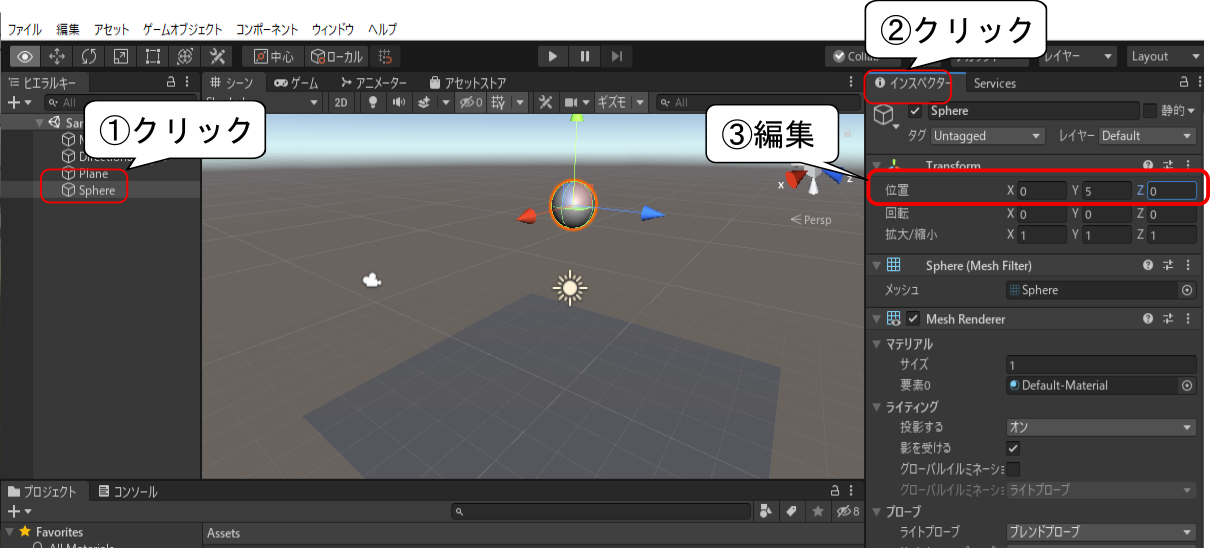 ファイル 編集 アセット ゲームオブジェクト コンポーネント ウィンドウ ヘルプ
②クリック
中心 ローカル
レイヤー Layout
ヒエラルキー
シーン ゲーム アニメーター アセットストア
インスペクター Services
All
2D 0 ギズモ All
Sphere 静的
①クリック
③編集
タグ Untagged レイヤー Default
Plane
Sphere
Transform
位置 X 0 Y 5 Z 0
x z
回転 X 0 Y 0 Z 0
Persp
拡大/縮小 X 1 Y 1 Z 1
Sphere (Mesh Filter)
メッシュ Sphere
Mesh Renderer
マテリアル
サイズ 1
要素0 Default-Material
ライティング
投影する オン
影を受ける
グローバルイルミネーショ
グローバルイルミネーショ ライトプローブ
プロジェクト コンソール
8
プローブ
Favorites
Assets
ライトプローブ ブレンドプローブ